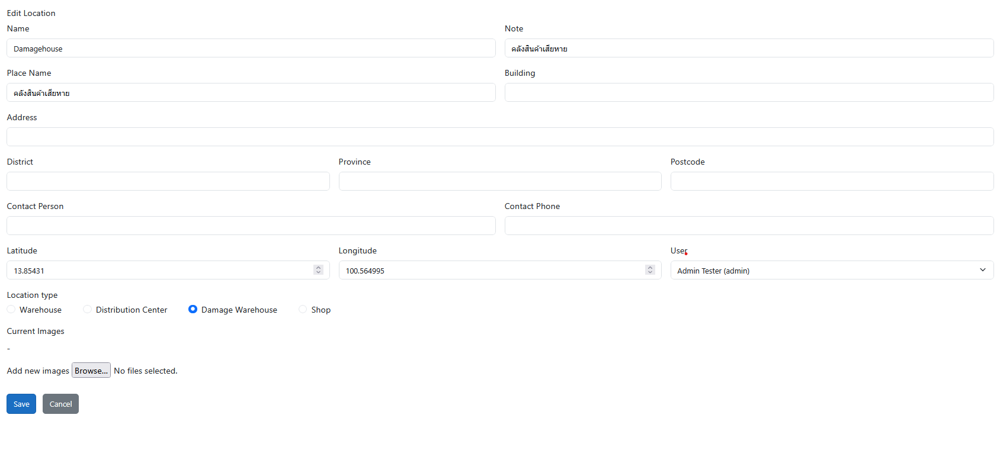 Edit Location
Name Note
Damagehouse คลังสินค้าเสียหาย
Place Name Building
คลังสินค้าเสียหาย
Address
District Province Postcode
Contact Person Contact Phone
Latitude Longitude User
13.85431 100.564995 Admin Tester (admin)
Location type
Warehouse Distribution Center Damage Warehouse Shop
Current Images
-
Add new images Browse... No files selected.
Save Cancel